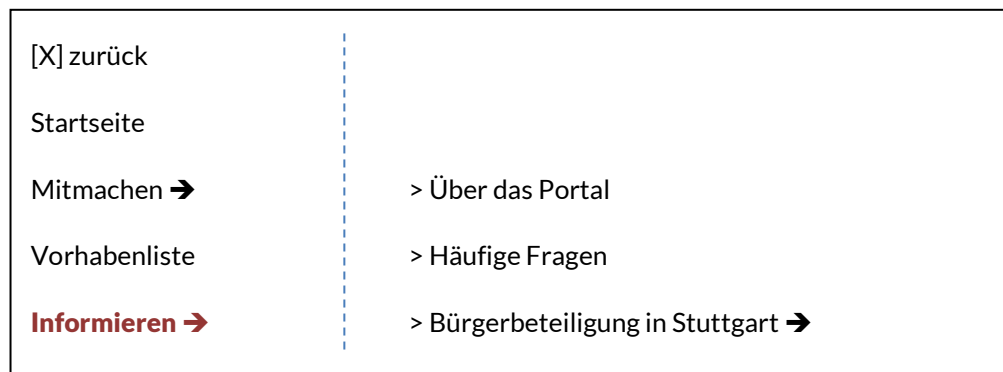 [X] zurück
Startseite
Mitmachen ➔
> Über das Portal
Vorhabenliste
> Häufige Fragen
Informieren ➔
> Bürgerbeteiligung in Stuttgart ➔